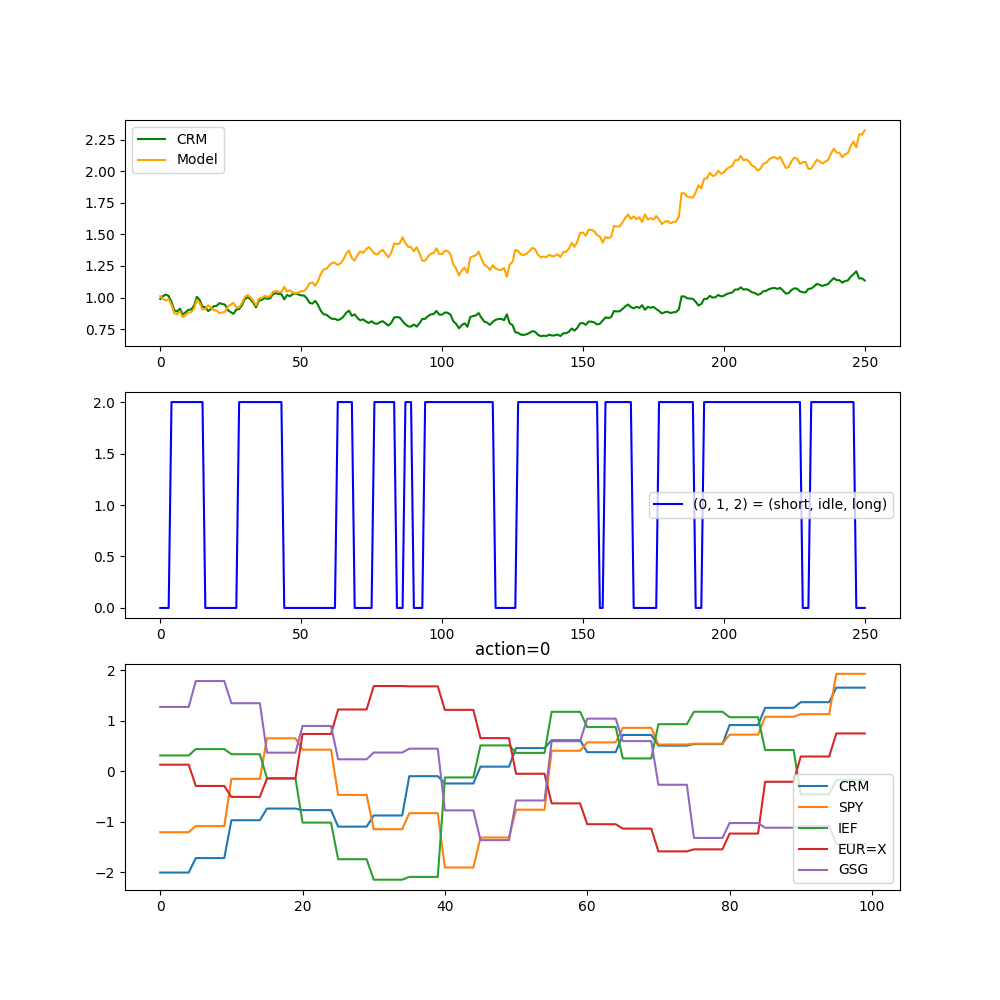 CRM
Model
2.25
2.00
1.75
1.50
1.25
1.00
0.75
0 50 100 150 200 250
2.0
1.5
1.0
0.5
0.0
(0, 1, 2) = (short, idle, long)
0 50 100 150 200 250
action=0
2
1
0
−1
−2
CRM
SPY
IEF
EUR=X
GSG
0 20 40 60 80 100